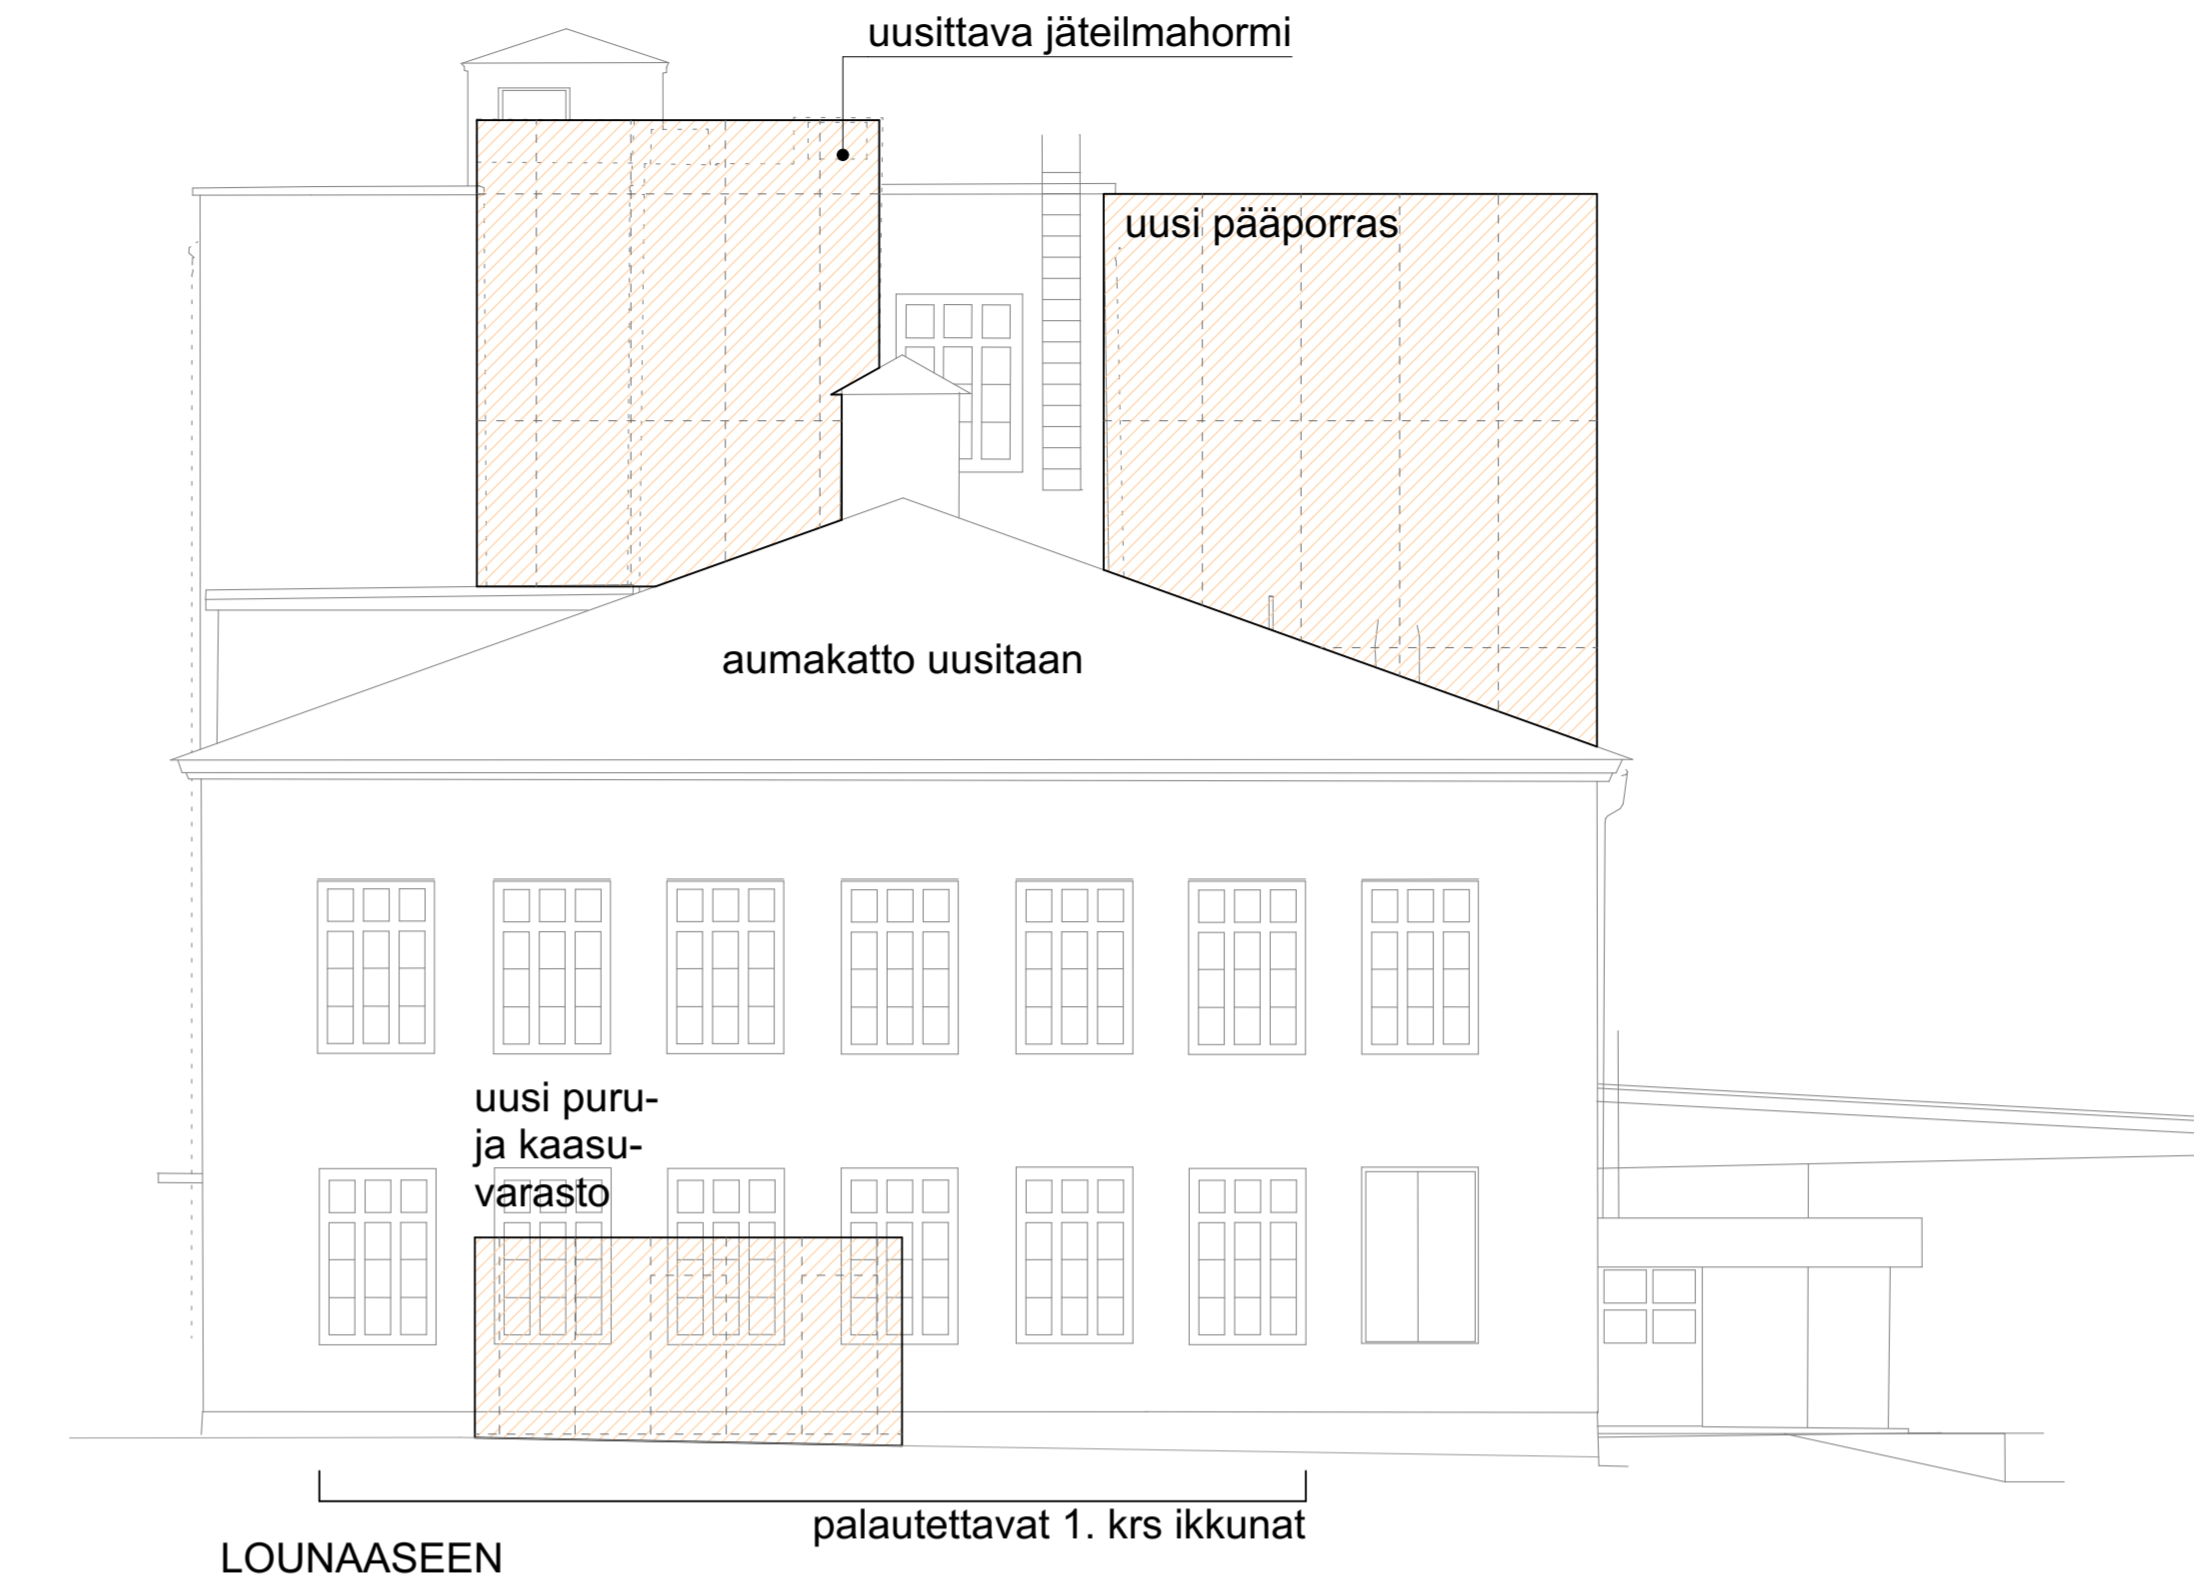 uusittava jäteilmahormi
uusi pääporras
aumakatto uusitaan
uusi puru-
ja kaasu-
varasto
palautettavat 1. krs ikkunat
LOUNAASEEN